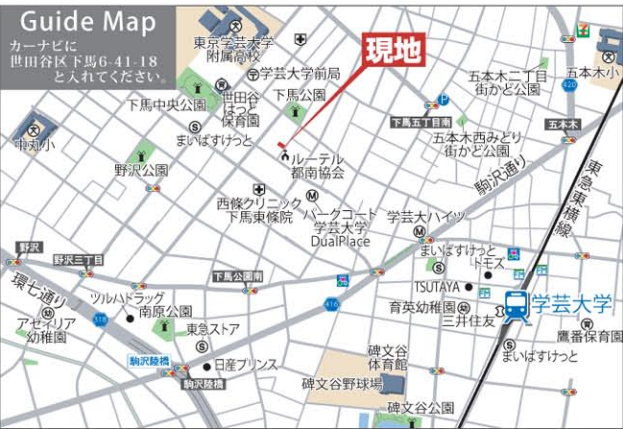 Guide Map
カーナビに
世田谷区下馬6-41-18
と入れてください。
東京学芸大学
附属高校
現地
学芸大学前局
下馬公園
下馬中央公園
世田谷
はっと
保育園
まいばすけっと
中丸小
野沢公園
ルーテル
都南協会
西條クリニック
下馬東條院
パークコート
学芸大学
DualPlace
学芸大ハイツ
下馬五丁目南
P
五本木二丁目
街かど公園
五本木小
420
五本木
五本木西みどり
街かど公園
駒沢通り
東急東横線
野沢
野沢三丁目
下馬公園南
環七通り
318
416
ツルハドラッグ
南原公園
アゼイリア
幼稚園
東急ストア
駒沢陸橋
駒沢陸橋
日産プリンス
まいばすけっと
トモズ
TSUTAYA
育英幼稚園
三井住友
学芸大学
鷹番保育園
まいばすけっと
碑文谷
体育館
碑文谷野球場
碑文谷公園